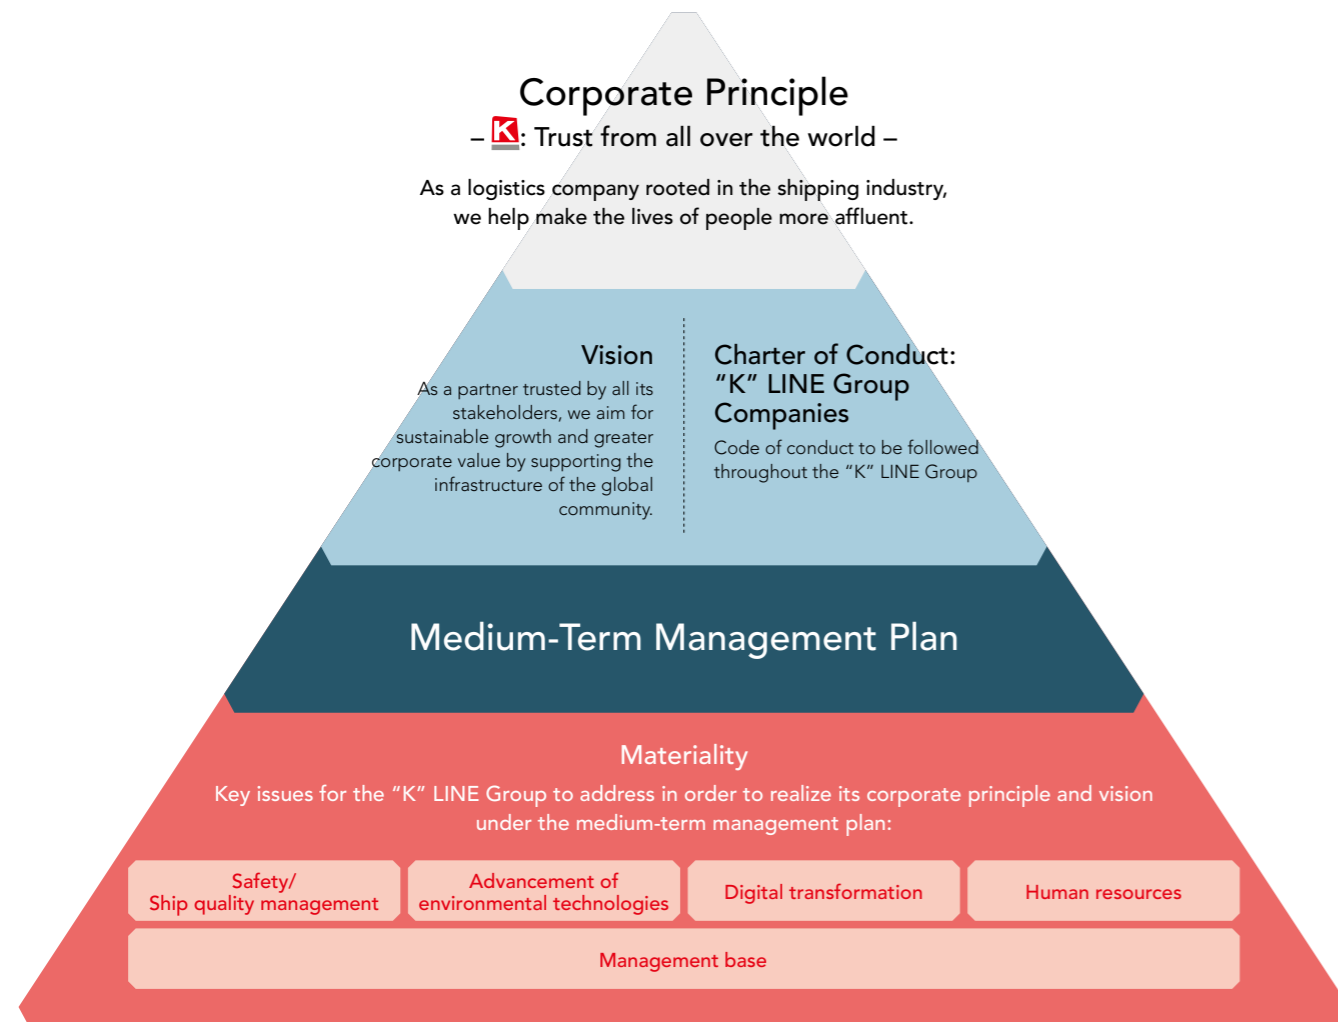 Corporate Principle
– K: Trust from all over the world –
As a logistics company rooted in the shipping industry,
we help make the lives of people more affluent.
Vision
As a partner trusted by all its
stakeholders, we aim for
sustainable growth and greater
corporate value by supporting the
infrastructure of the global
community.
Charter of Conduct:
“K” LINE Group
Companies
Code of conduct to be followed
throughout the “K” LINE Group
Medium-Term Management Plan
Materiality
Key issues for the “K” LINE Group to address in order to realize its corporate principle and vision
under the medium-term management plan:
Safety/
Ship quality management
Advancement of
environmental technologies
Digital transformation
Human resources
Management base